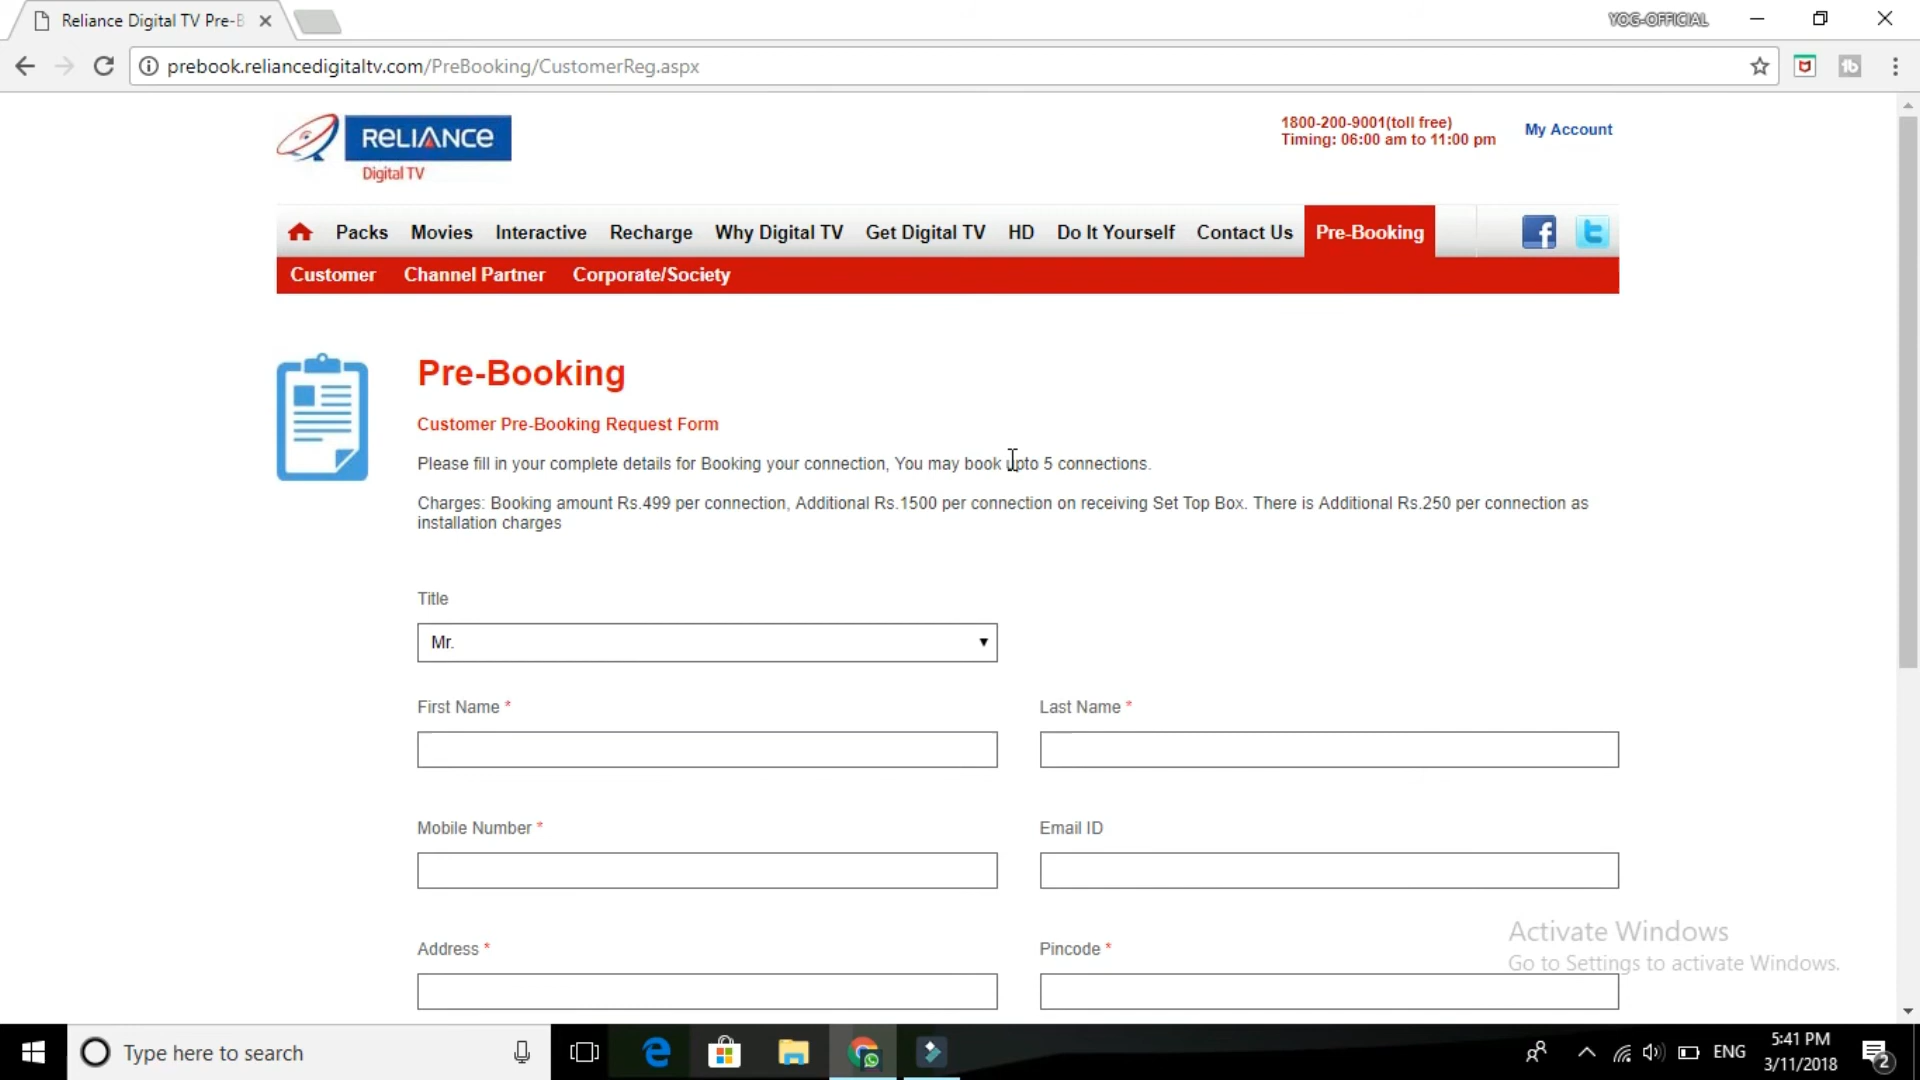 Reliance Digital TV Pre-B
YOG-OFFICIAL
prebook.reliancedigitaltv.com/PreBooking/CustomerReg.aspx
RELIANCE
Digital TV
1800-200-9001(toll free)
Timing: 06:00 am to 11:00 pm
My Account
Packs Movies Interactive Recharge Why Digital TV Get Digital TV HD Do It Yourself Contact Us Pre-Booking
Customer Channel Partner Corporate/Society
Pre-Booking
Customer Pre-Booking Request Form
Please fill in your complete details for Booking your connection, You may book upto 5 connections.
Charges: Booking amount Rs.499 per connection, Additional Rs.1500 per connection on receiving Set Top Box. There is Additional Rs.250 per connection as
installation charges
Title
Mr.
First Name *
Last Name *
Mobile Number *
Email ID
Address *
Pincode *
Activate Windows
Go to Settings to activate Windows.
Type here to search
ENG
5:41 PM
3/11/2018
2